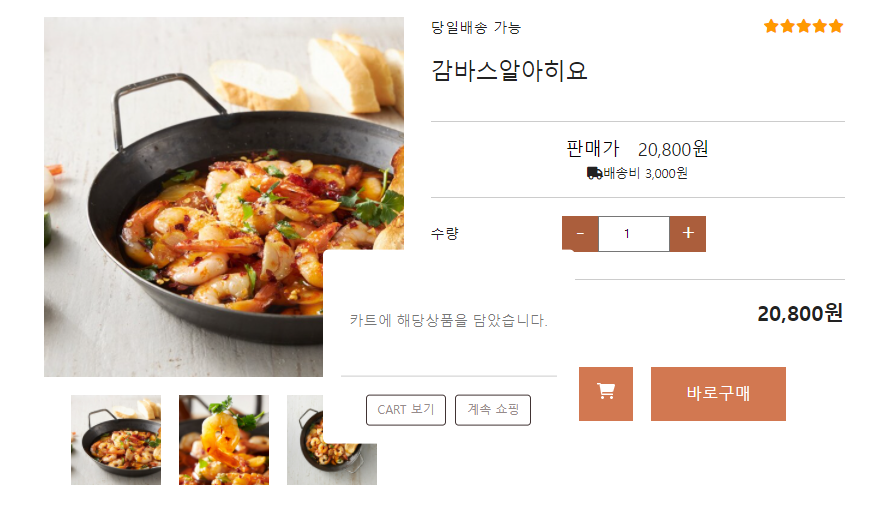 당일배송 가능
감바스알아히요
판매가 20,800원
배송비 3,000원
수량 - 1 +
20,800원
카트에 해당상품을 담았습니다.
CART 보기 계속 쇼핑
바로구매